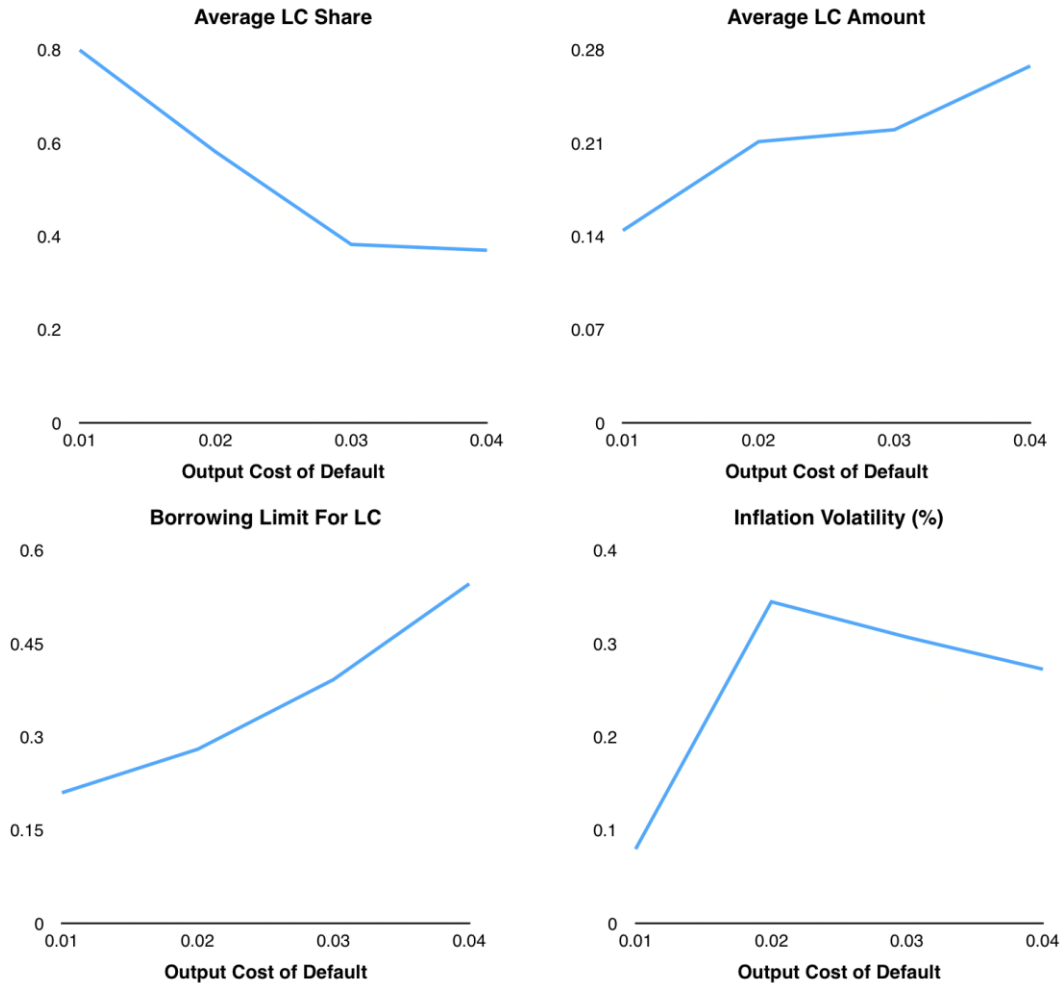 Average LC Share
0.8
0.6
0.4
0.2
0
0.01 0.02 0.03 0.04
Output Cost of Default
Average LC Amount
0.28
0.21
0.14
0.07
0
0.01 0.02 0.03 0.04
Output Cost of Default
Borrowing Limit For LC
0.6
0.45
0.3
0.15
0
0.01 0.02 0.03 0.04
Output Cost of Default
Inflation Volatility (%)
0.4
0.3
0.2
0.1
0
0.01 0.02 0.03 0.04
Output Cost of Default